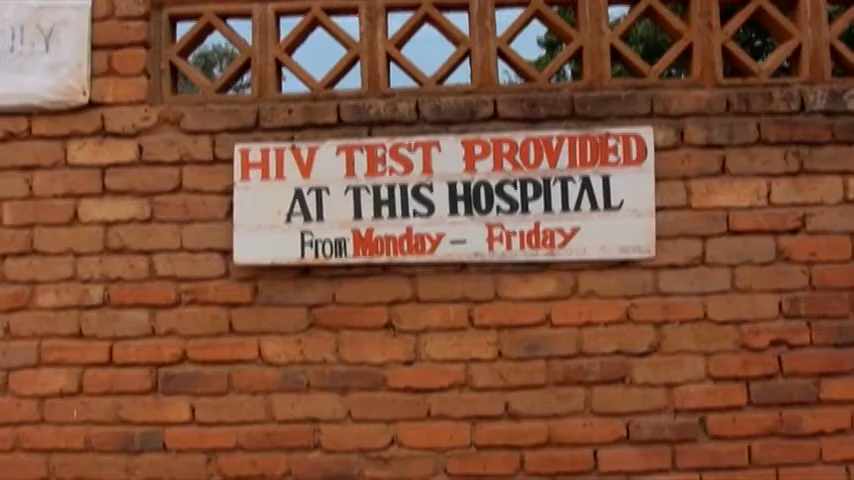 HIV TEST PROVIDED
AT THIS HOSPITAL
From Monday – Friday